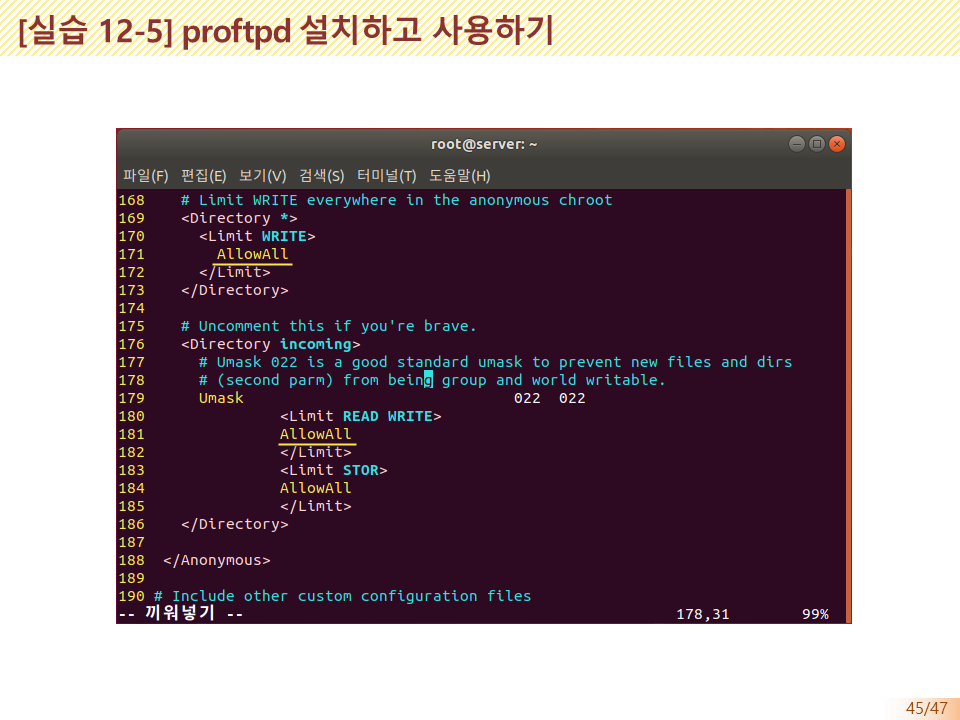 [실습 12-5] proftpd 설치하고 사용하기
root@server: ~
파일(F) 편집(E) 보기(V) 검색(S) 터미널(T) 도움말(H)
168    # Limit WRITE everywhere in the anonymous chroot
169    <Directory *>
170      <Limit WRITE>
171        AllowAll
172      </Limit>
173    </Directory>
174
175    # Uncomment this if you're brave.
176    <Directory incoming>
177      # Umask 022 is a good standard umask to prevent new files and dirs
178      # (second parm) from being group and world writable.
179      Umask                              022  022
180               <Limit READ WRITE>
181               AllowAll
182               </Limit>
183               <Limit STOR>
184               AllowAll
185               </Limit>
186    </Directory>
187
188  </Anonymous>
189
190 # Include other custom configuration files
-- 끼워넣기 --                                                178,31        99%
45/47